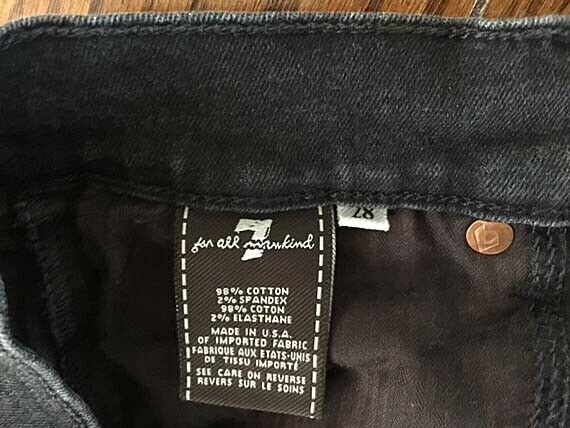 7
for all mankind
28
98% COTTON
2% SPANDEX
98% COTON
2% ELASTHANE
MADE IN U.S.A.
OF IMPORTED FABRIC
FABRIQUE AUX ETATS-UNIS
DE TISSU IMPORTÉ
SEE CARE ON REVERSE
REVERS SUR LE SOINS